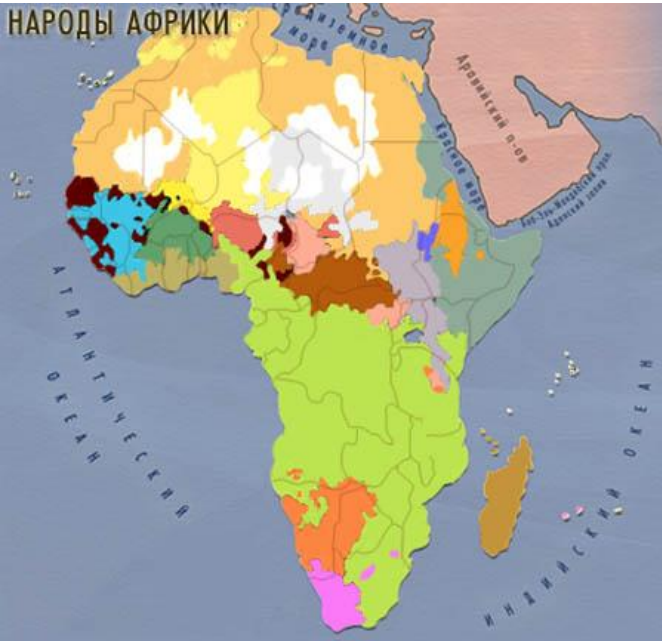 НАРОДЫ АФРИКИ
Средиземное
море
Аравийский п-ов
Красное море
Баб-эль-Мандебский прол.
Аденский залив
АТЛАНТИЧЕСКИЙ
ОКЕАН
ИНДИЙСКИЙ ОКЕАН